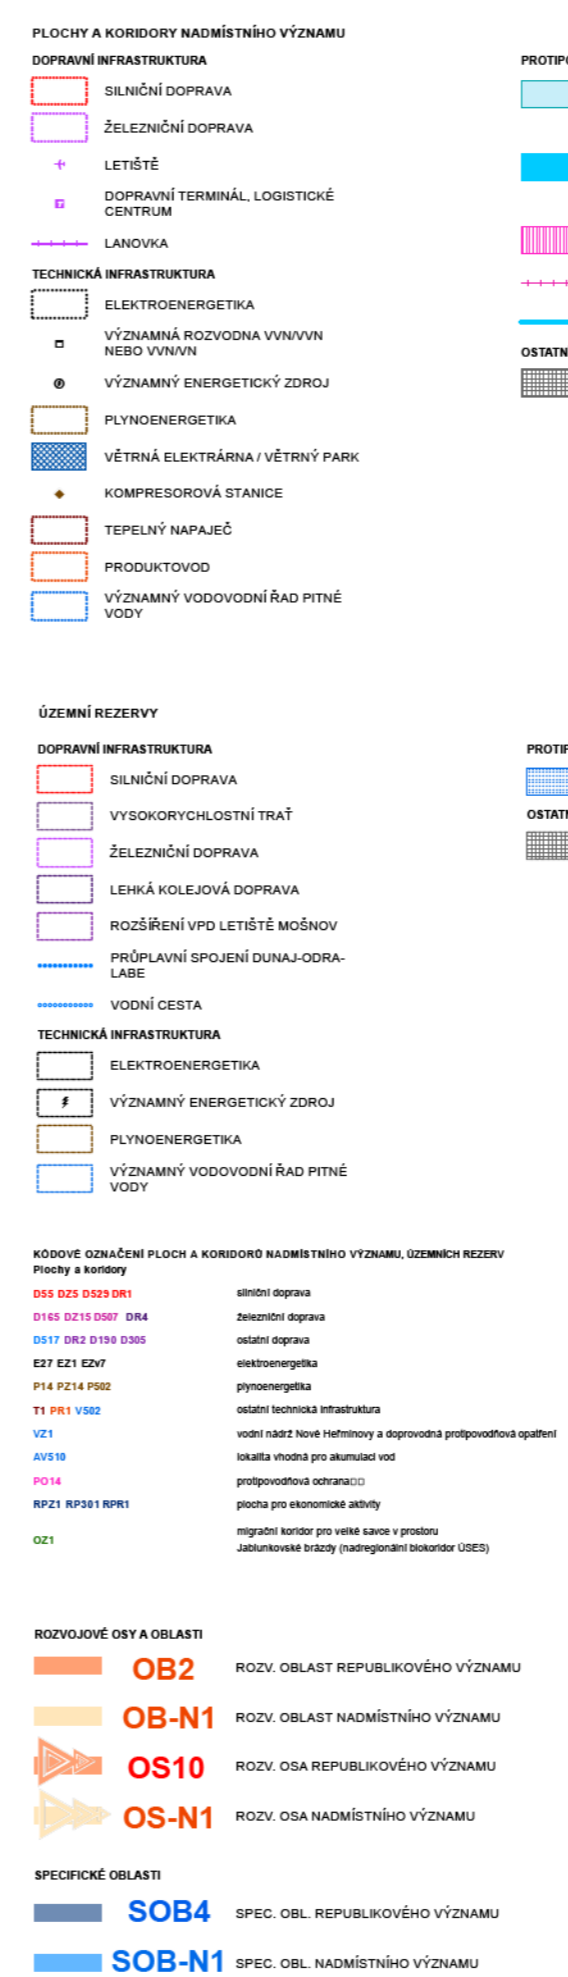 PLOCHY A KORIDORY NADMÍSTNÍHO VÝZNAMU
DOPRAVNÍ INFRASTRUKTURA
SILNIČNÍ DOPRAVA
ŽELEZNIČNÍ DOPRAVA
LETIŠTĚ
DOPRAVNÍ TERMINÁL, LOGISTICKÉ
CENTRUM
LANOVKA
TECHNICKÁ INFRASTRUKTURA
ELEKTROENERGETIKA
VÝZNAMNÁ ROZVODNA VVN/VVN
NEBO VVN/VN
VÝZNAMNÝ ENERGETICKÝ ZDROJ
PLYNOENERGETIKA
VĚTRNÁ ELEKTRÁRNA / VĚTRNÝ PARK
KOMPRESOROVÁ STANICE
TEPELNÝ NAPAJEČ
PRODUKTOVOD
VÝZNAMNÝ VODOVODNÍ ŘAD PITNÉ
VODY
PROTIPO
OSTATN
ÚZEMNÍ REZERVY
DOPRAVNÍ INFRASTRUKTURA
SILNIČNÍ DOPRAVA
VYSOKORYCHLOSTNÍ TRAŤ
ŽELEZNIČNÍ DOPRAVA
LEHKÁ KOLEJOVÁ DOPRAVA
ROZŠÍŘENÍ VPD LETIŠTĚ MOŠNOV
PRŮPLAVNÍ SPOJENÍ DUNAJ-ODRA-
LABE
VODNÍ CESTA
TECHNICKÁ INFRASTRUKTURA
ELEKTROENERGETIKA
VÝZNAMNÝ ENERGETICKÝ ZDROJ
PLYNOENERGETIKA
VÝZNAMNÝ VODOVODNÍ ŘAD PITNÉ
VODY
PROTIP
OSTATN
KÓDOVÉ OZNAČENÍ PLOCH A KORIDORŮ NADMÍSTNÍHO VÝZNAMU, ÚZEMNÍCH REZERV
Plochy a koridory
D55 DZ5 D529 DR1 silniční doprava
D165 DZ15 D507 DR4 železniční doprava
D517 DR2 D190 D305 ostatní doprava
E27 EZ1 EZv7 elektroenergetika
P14 PZ14 P502 plynoenergetika
T1 PR1 V502 ostatní technická infrastruktura
VZ1 vodní nádrž Nové Heřminovy a doprovodná protipovodňová opatření
AV510 lokalita vhodná pro akumulaci vod
PO14 protipovodňová ochrana□□
RPZ1 RP301 RPR1 plocha pro ekonomické aktivity
OZ1 migrační koridor pro velké savce v prostoru
Jablunkovské brázdy (nadregionální biokoridor ÚSES)
ROZVOJOVÉ OSY A OBLASTI
OB2 ROZV. OBLAST REPUBLIKOVÉHO VÝZNAMU
OB-N1 ROZV. OBLAST NADMÍSTNÍHO VÝZNAMU
OS10 ROZV. OSA REPUBLIKOVÉHO VÝZNAMU
OS-N1 ROZV. OSA NADMÍSTNÍHO VÝZNAMU
SPECIFICKÉ OBLASTI
SOB4 SPEC. OBL. REPUBLIKOVÉHO VÝZNAMU
SOB-N1 SPEC. OBL. NADMÍSTNÍHO VÝZNAMU